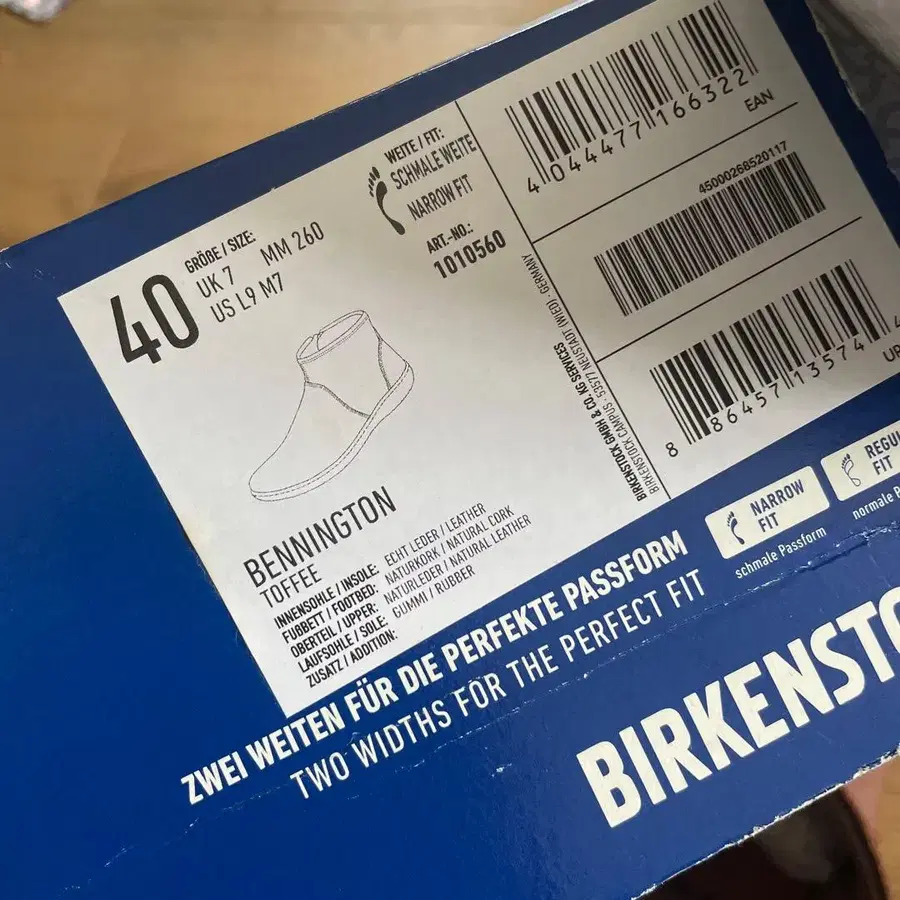 40
GRÖßE / SIZE:
UK 7 MM 260
US L9 M7
WEITE / FIT:
SCHMALE WEITE
NARROW FIT
ART.-NO.:
1010560
BENNINGTON
TOFFEE
INNENSOHLE / INSOLE: ECHT LEDER / LEATHER
FUßBETT / FOOTBED: NATURKORK / NATURAL CORK
OBERTEIL / UPPER: NATURLEDER / NATURAL LEATHER
LAUFSOHLE / SOLE: GUMMI / RUBBER
ZUSATZ / ADDITION:
BIRKENSTOCK GMBH & CO. KG SERVICES
BIRKENSTOCK CAMPUS · 53577 NEUSTADT (WIED) · GERMANY
4 044477 166322
EAN
45000268520117
8 86457 13574 4
ZWEI WEITEN FÜR DIE PERFEKTE PASSFORM
TWO WIDTHS FOR THE PERFECT FIT
NARROW
FIT
schmale Passform
FIT
normale
BIRKENSTO